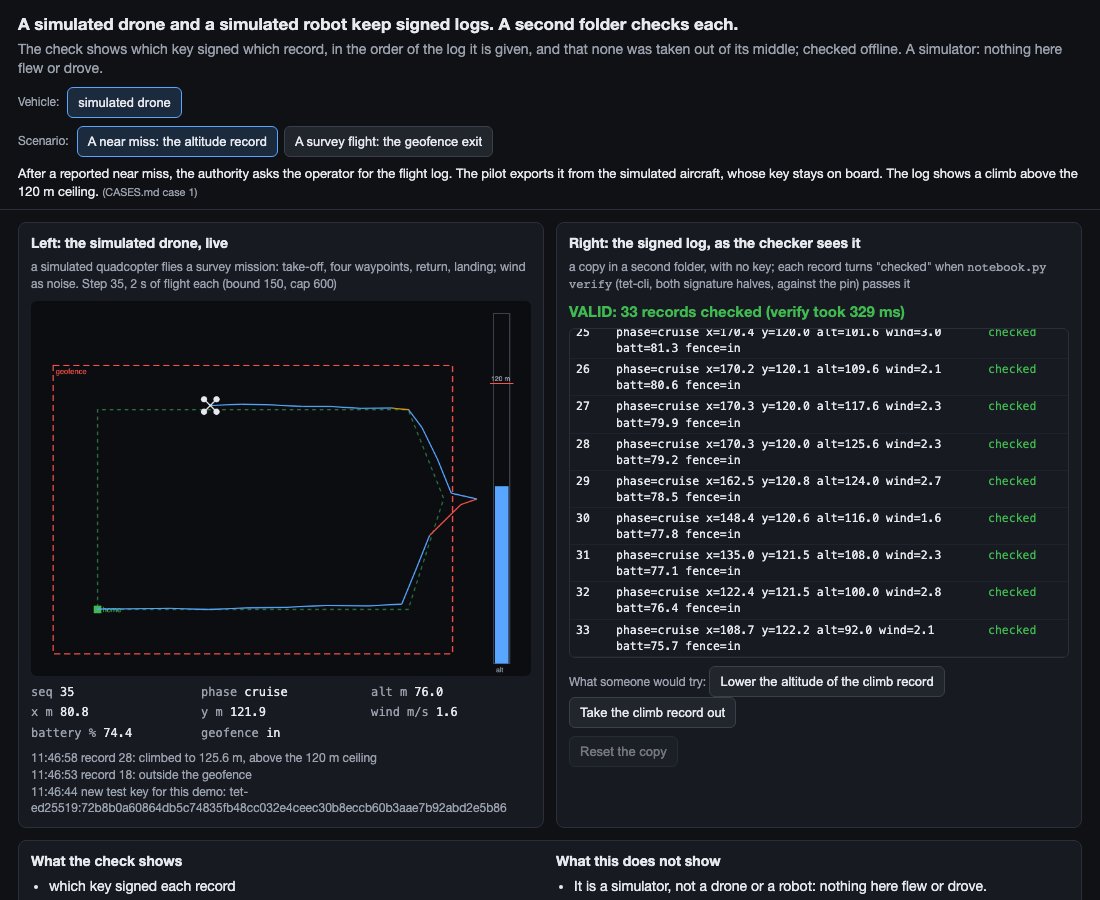 A simulated drone and a simulated robot keep signed logs. A second folder checks each.
The check shows which key signed which record, in the order of the log it is given, and that none was taken out of its middle; checked offline. A simulator: nothing here
flew or drove.
Vehicle: simulated drone
Scenario: A near miss: the altitude record A survey flight: the geofence exit
After a reported near miss, the authority asks the operator for the flight log. The pilot exports it from the simulated aircraft, whose key stays on board. The log shows a climb above the
120 m ceiling. (CASES.md case 1)
Left: the simulated drone, live
a simulated quadcopter flies a survey mission: take-off, four waypoints, return, landing; wind
as noise. Step 35, 2 s of flight each (bound 150, cap 600)
geofence
120 m
home
alt
seq 35 phase cruise alt m 76.0
x m 80.8 y m 121.9 wind m/s 1.6
battery % 74.4 geofence in
11:46:58 record 28: climbed to 125.6 m, above the 120 m ceiling
11:46:53 record 18: outside the geofence
11:46:44 new test key for this demo: tet-
ed25519:72b8b0a60864db5c74835fb48cc032e4ceec30b8eccb60b3aae7b92abd2e5b86
Right: the signed log, as the checker sees it
a copy in a second folder, with no key; each record turns "checked" when notebook.py
verify (tet-cli, both signature halves, against the pin) passes it
VALID: 33 records checked (verify took 329 ms)
25 phase=cruise x=170.4 y=120.0 alt=101.6 wind=3.0 checked
batt=81.3 fence=in
26 phase=cruise x=170.2 y=120.1 alt=109.6 wind=2.1 checked
batt=80.6 fence=in
27 phase=cruise x=170.3 y=120.0 alt=117.6 wind=2.3 checked
batt=79.9 fence=in
28 phase=cruise x=170.3 y=120.0 alt=125.6 wind=2.3 checked
batt=79.2 fence=in
29 phase=cruise x=162.5 y=120.8 alt=124.0 wind=2.7 checked
batt=78.5 fence=in
30 phase=cruise x=148.4 y=120.6 alt=116.0 wind=1.6 checked
batt=77.8 fence=in
31 phase=cruise x=135.0 y=121.5 alt=108.0 wind=2.3 checked
batt=77.1 fence=in
32 phase=cruise x=122.4 y=121.5 alt=100.0 wind=2.8 checked
batt=76.4 fence=in
33 phase=cruise x=108.7 y=122.2 alt=92.0 wind=2.1 checked
batt=75.7 fence=in
What someone would try: Lower the altitude of the climb record
Take the climb record out
Reset the copy
What the check shows
• which key signed each record
What this does not show
• It is a simulator, not a drone or a robot: nothing here flew or drove.